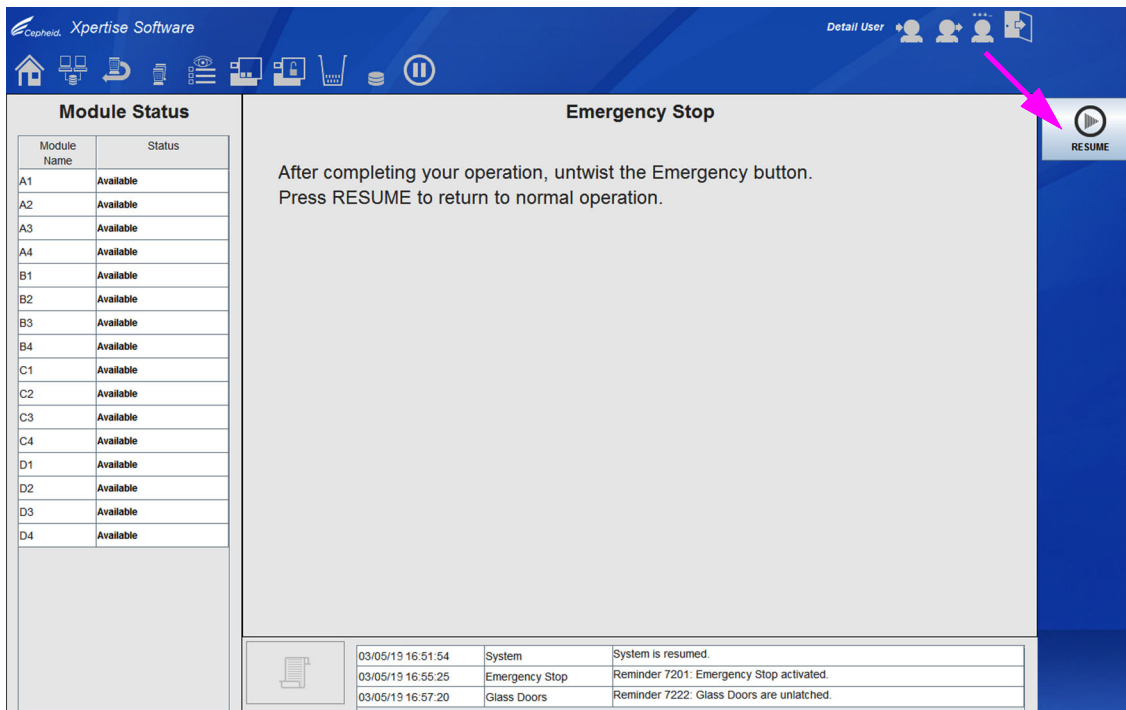 Cepheid. Xpertise Software
Detail User
Module Status
Emergency Stop
RESUME
Module Name Status
A1 Available
A2 Available
A3 Available
A4 Available
B1 Available
B2 Available
B3 Available
B4 Available
C1 Available
C2 Available
C3 Available
C4 Available
D1 Available
D2 Available
D3 Available
D4 Available
After completing your operation, untwist the Emergency button.
Press RESUME to return to normal operation.
03/05/19 16:51:54 System System is resumed.
03/05/19 16:55:25 Emergency Stop Reminder 7201: Emergency Stop activated.
03/05/19 16:57:20 Glass Doors Reminder 7222: Glass Doors are unlatched.